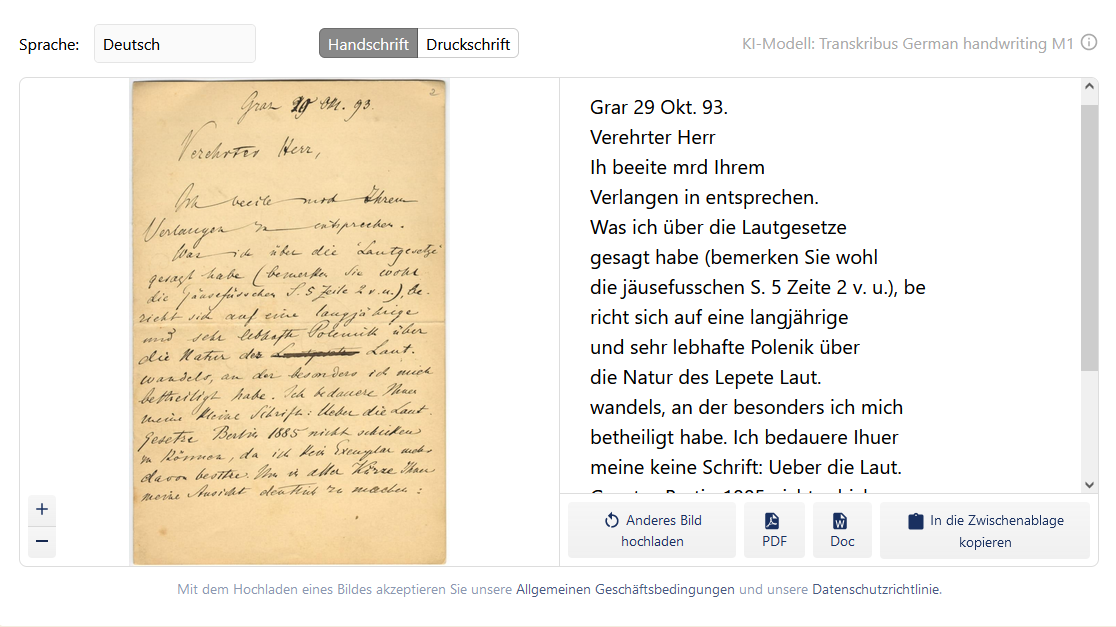 Sprache: Deutsch Handschrift Druckschrift KI-Modell: Transkribus German handwriting M1
2
Graz 29 Okt. 93.
Verehrter Herr,
Ich beeile mich Ihrem
Verlangen zu entsprechen.
Was ich über die 'Lautgesetze'
gesagt habe (bemerken Sie wohl
die Gänsefüsschen S. 5 Zeile 2 v. u.), be-
zieht sich auf eine langjährige
und sehr lebhafte Polemik über
die Natur des Laut-
wandels, an der besonders ich mich
betheiligt habe. Ich bedauere Ihnen
meine kleine Schrift: Ueber die Laut-
gesetze Berlin 1885 nicht schicken
zu können, da ich kein Exemplar mehr
davon besitze. Um in aller Kürze Ihnen
meine Ansicht deutlich zu machen:
Grar 29 Okt. 93.
Verehrter Herr
Ih beeite mrd Ihrem
Verlangen in entsprechen.
Was ich über die Lautgesetze
gesagt habe (bemerken Sie wohl
die jäusefusschen S. 5 Zeite 2 v. u.), be
richt sich auf eine langjährige
und sehr lebhafte Polenik über
die Natur des Lepete Laut.
wandels, an der besonders ich mich
betheiligt habe. Ich bedauere Ihuer
meine keine Schrift: Ueber die Laut.
Anderes Bild
hochladen
PDF
Doc
In die Zwischenablage
kopieren
Mit dem Hochladen eines Bildes akzeptieren Sie unsere Allgemeinen Geschäftsbedingungen und unsere Datenschutzrichtlinie.